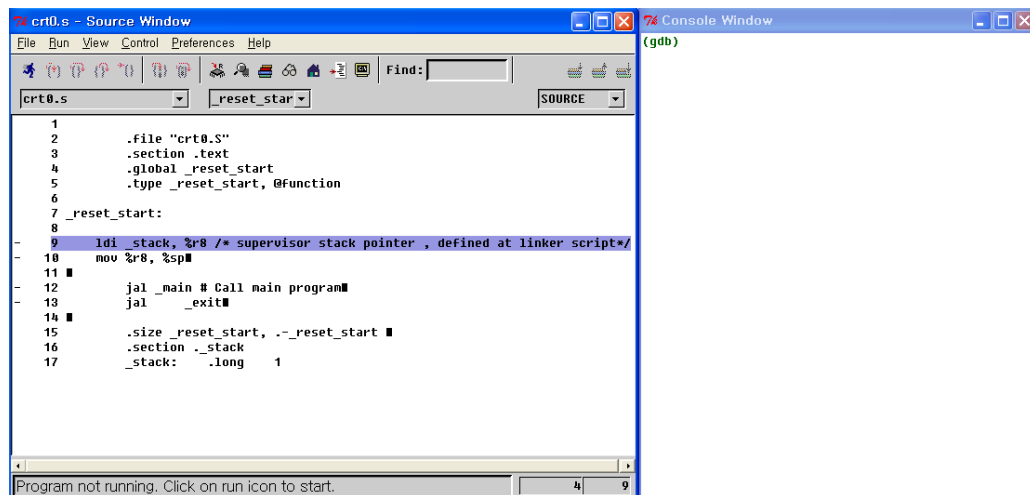 crt0.s - Source Window
File Run View Control Preferences Help
Find:
crt0.s _reset_star SOURCE
1
2 .file "crt0.S"
3 .section .text
4 .global _reset_start
5 .type _reset_start, @function
6
7 _reset_start:
8
- 9 ldi _stack, %r8 /* supervisor stack pointer , defined at linker script*/
- 10 mov %r8, %sp
11
- 12 jal _main # Call main program
- 13 jal _exit
14
15 .size _reset_start, .-_reset_start
16 .section ._stack
17 _stack: .long 1
Program not running. Click on run icon to start. 4 9
Console Window
(gdb)